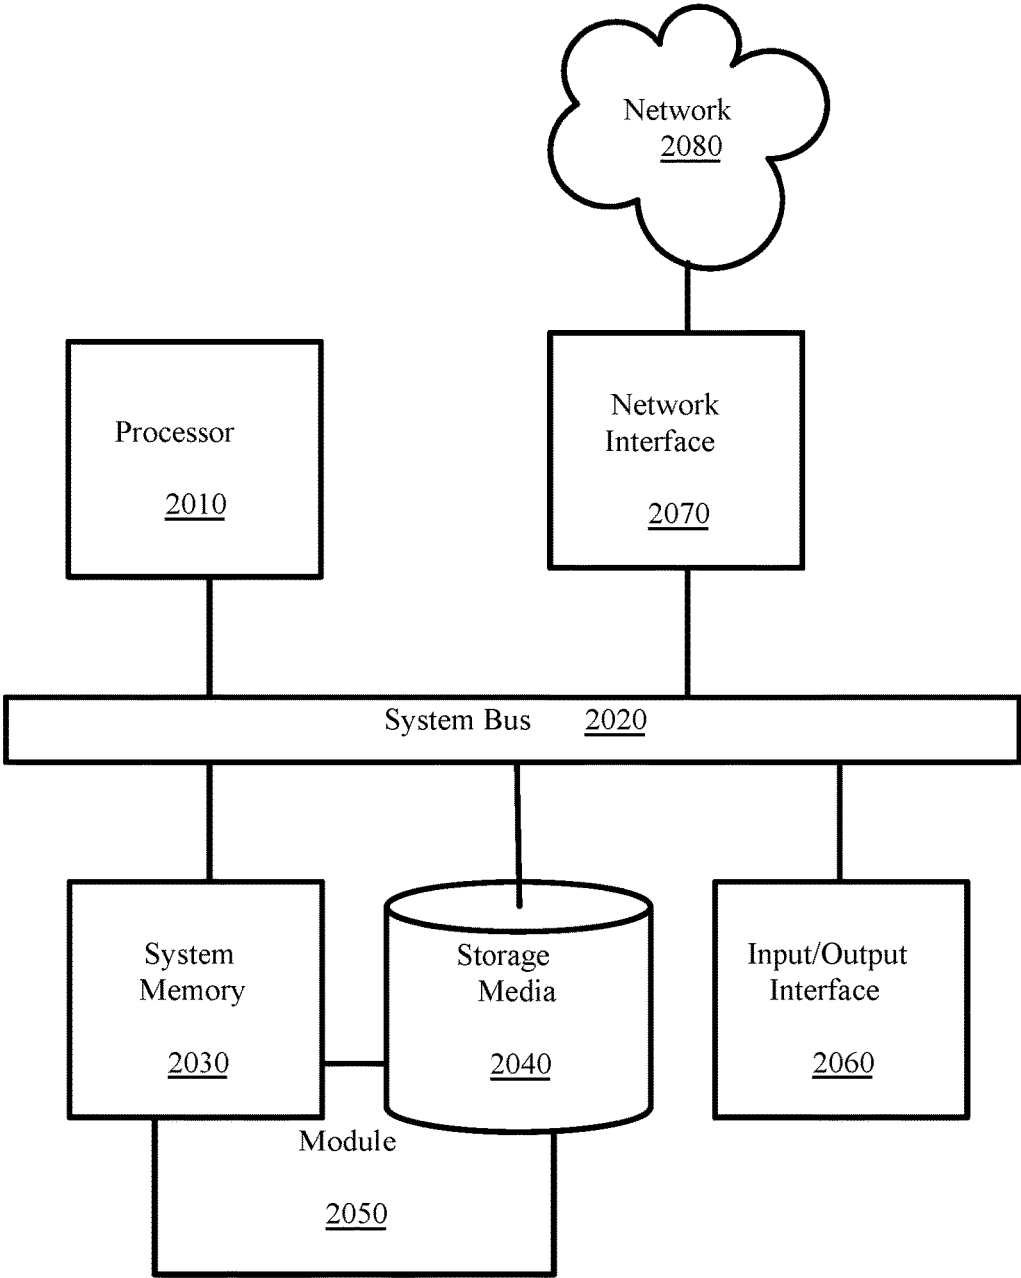 Network
2080
Processor
2010
Network
Interface
2070
System Bus 2020
System
Memory
2030
Storage
Media
2040
Input/Output
Interface
2060
Module
2050